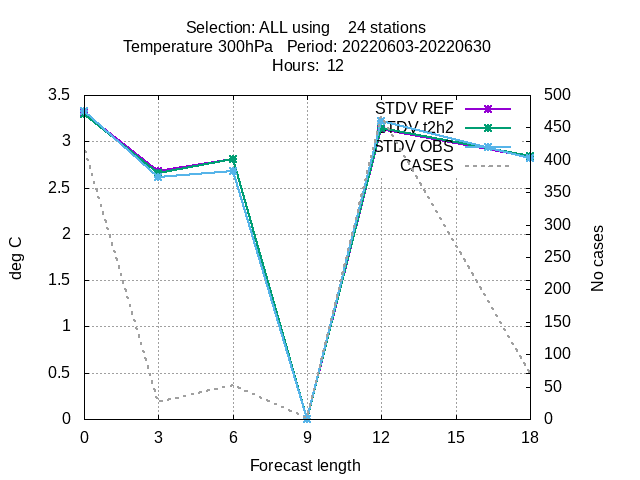 Selection: ALL using    24 stations
Temperature 300hPa   Period: 20220603-20220630
Hours:  12
3.5
3
2.5
2
1.5
1
0.5
0
500
450
400
350
300
250
200
150
100
50
0
STDV REF
STDV t2h2
STDV OBS
CASES
deg C
No cases
0 3 6 9 12 15 18
Forecast length